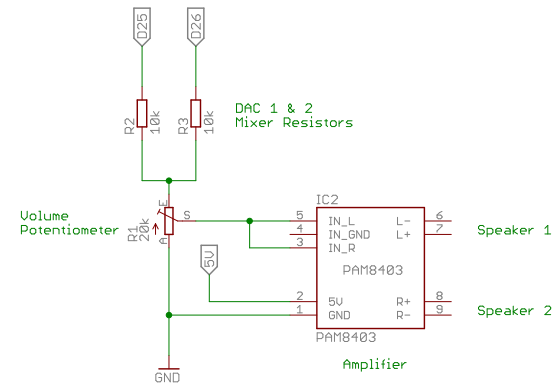 D25
D26
R2
10k
R3
10k
DAC 1 & 2
Mixer Resistors
Volume
Potentiometer
R1
20k
E
S
A
5V
IC2
5 IN_L
4 IN_GND
3 IN_R
L- 6
L+ 7
PAM8403
2 5V
1 GND
R+ 8
R- 9
PAM8403
Speaker 1
Speaker 2
Amplifier
GND